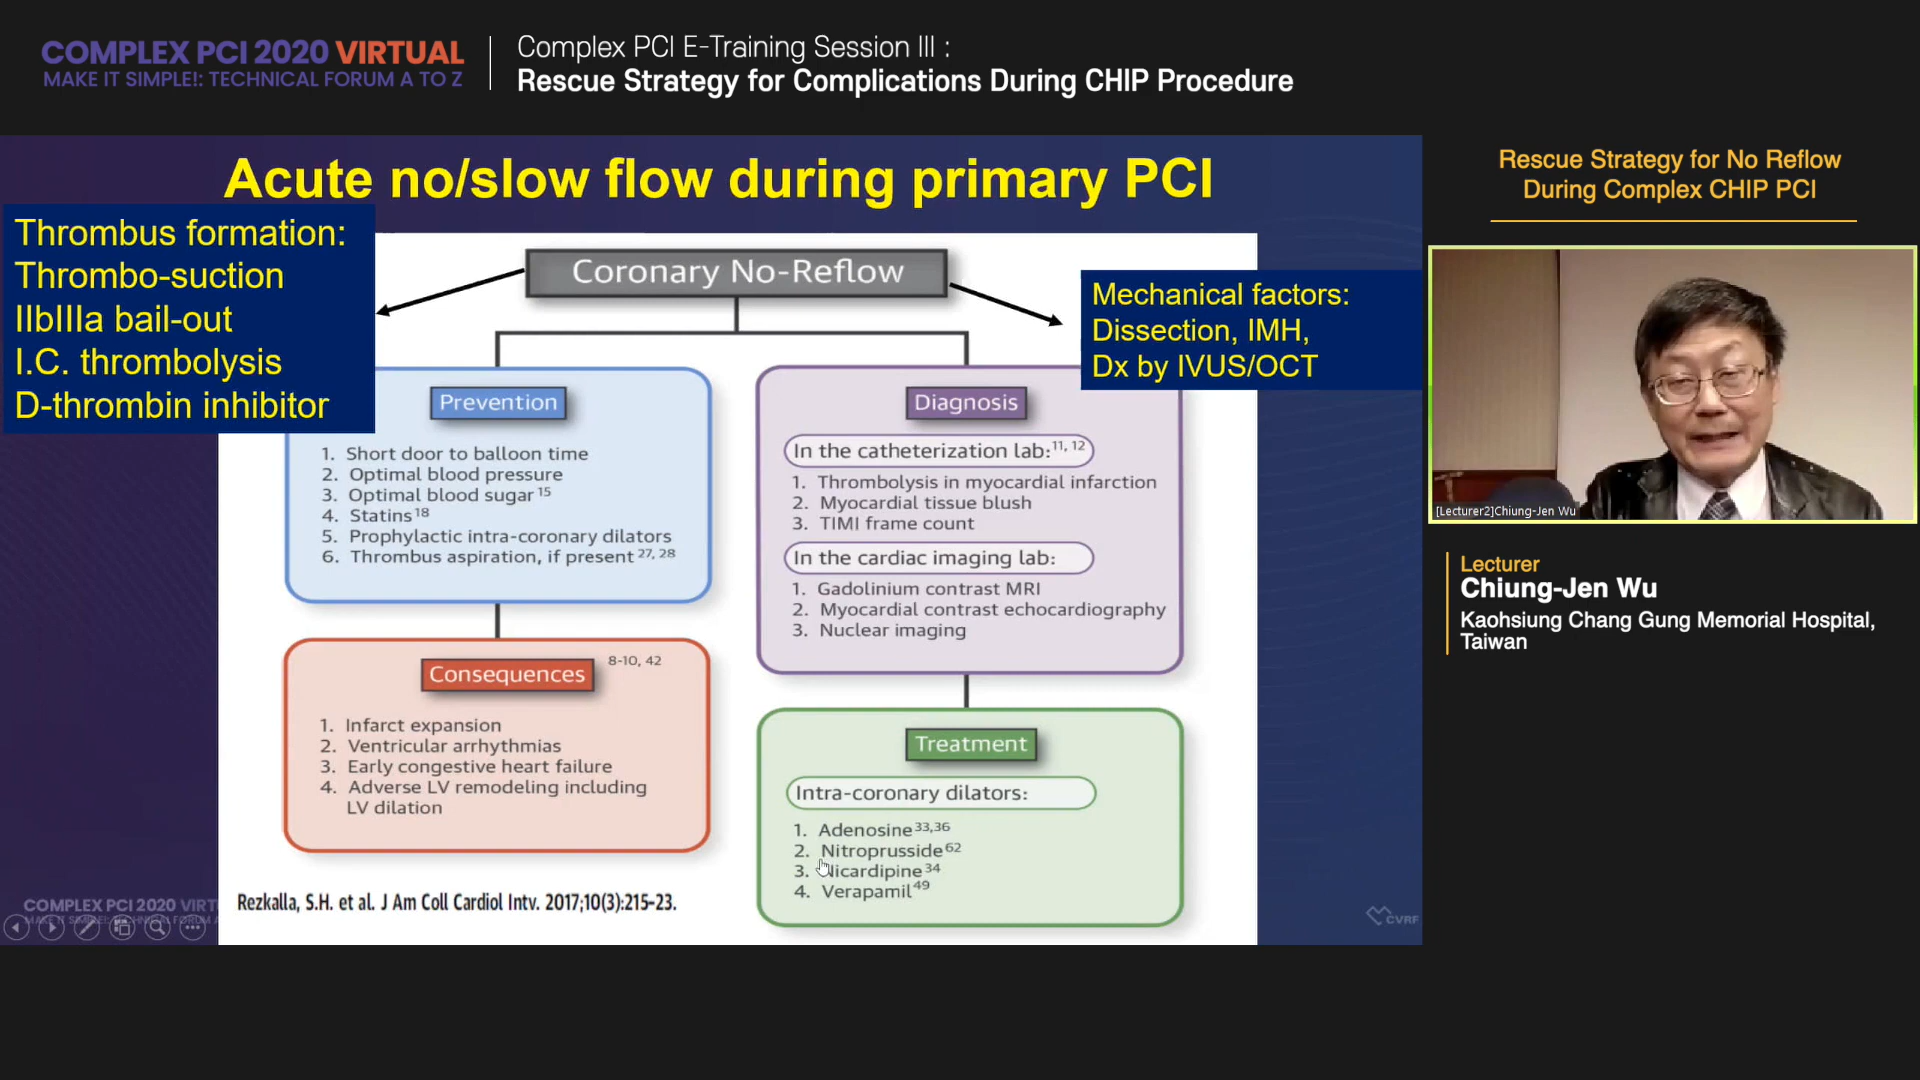 COMPLEX PCI 2020 VIRTUAL
MAKE IT SIMPLE!: TECHNICAL FORUM A TO Z
Complex PCI E-Training Session III :
Rescue Strategy for Complications During CHIP Procedure
Acute no/slow flow during primary PCI
Thrombus formation:
Thrombo-suction
IIbIIIa bail-out
I.C. thrombolysis
D-thrombin inhibitor
Coronary No-Reflow
Mechanical factors:
Dissection, IMH,
Dx by IVUS/OCT
Prevention
1. Short door to balloon time
2. Optimal blood pressure
3. Optimal blood sugar 15
4. Statins 18
5. Prophylactic intra-coronary dilators
6. Thrombus aspiration, if present 27, 28
Diagnosis
In the catheterization lab: 11, 12
1. Thrombolysis in myocardial infarction
2. Myocardial tissue blush
3. TIMI frame count
In the cardiac imaging lab:
1. Gadolinium contrast MRI
2. Myocardial contrast echocardiography
3. Nuclear imaging
Consequences 8-10, 42
1. Infarct expansion
2. Ventricular arrhythmias
3. Early congestive heart failure
4. Adverse LV remodeling including
LV dilation
Treatment
Intra-coronary dilators:
1. Adenosine 33,36
2. Nitroprusside 62
3. Nicardipine 34
4. Verapamil 49
Rezkalla, S.H. et al. J Am Coll Cardiol Intv. 2017;10(3):215-23.
COMPLEX PCI 2020 VIRT
MAKE IT SIMPLE!: TECHNICAL FORUM A
CVRF
Rescue Strategy for No Reflow
During Complex CHIP PCI
[Lecturer2]Chiung-Jen Wu
Lecturer
Chiung-Jen Wu
Kaohsiung Chang Gung Memorial Hospital,
Taiwan